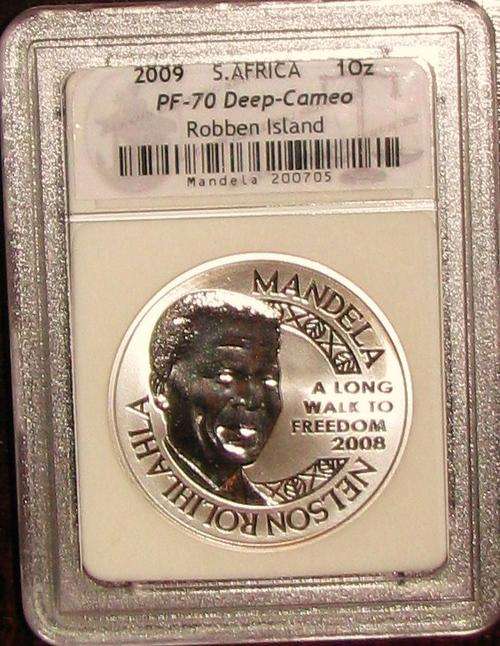 2009 S.AFRICA 1Oz
PF-70 Deep-Cameo
Robben Island
Mandela 200705
MANDELA
A LONG
WALK TO
FREEDOM
2008
NELSON ROLIHLAHLA